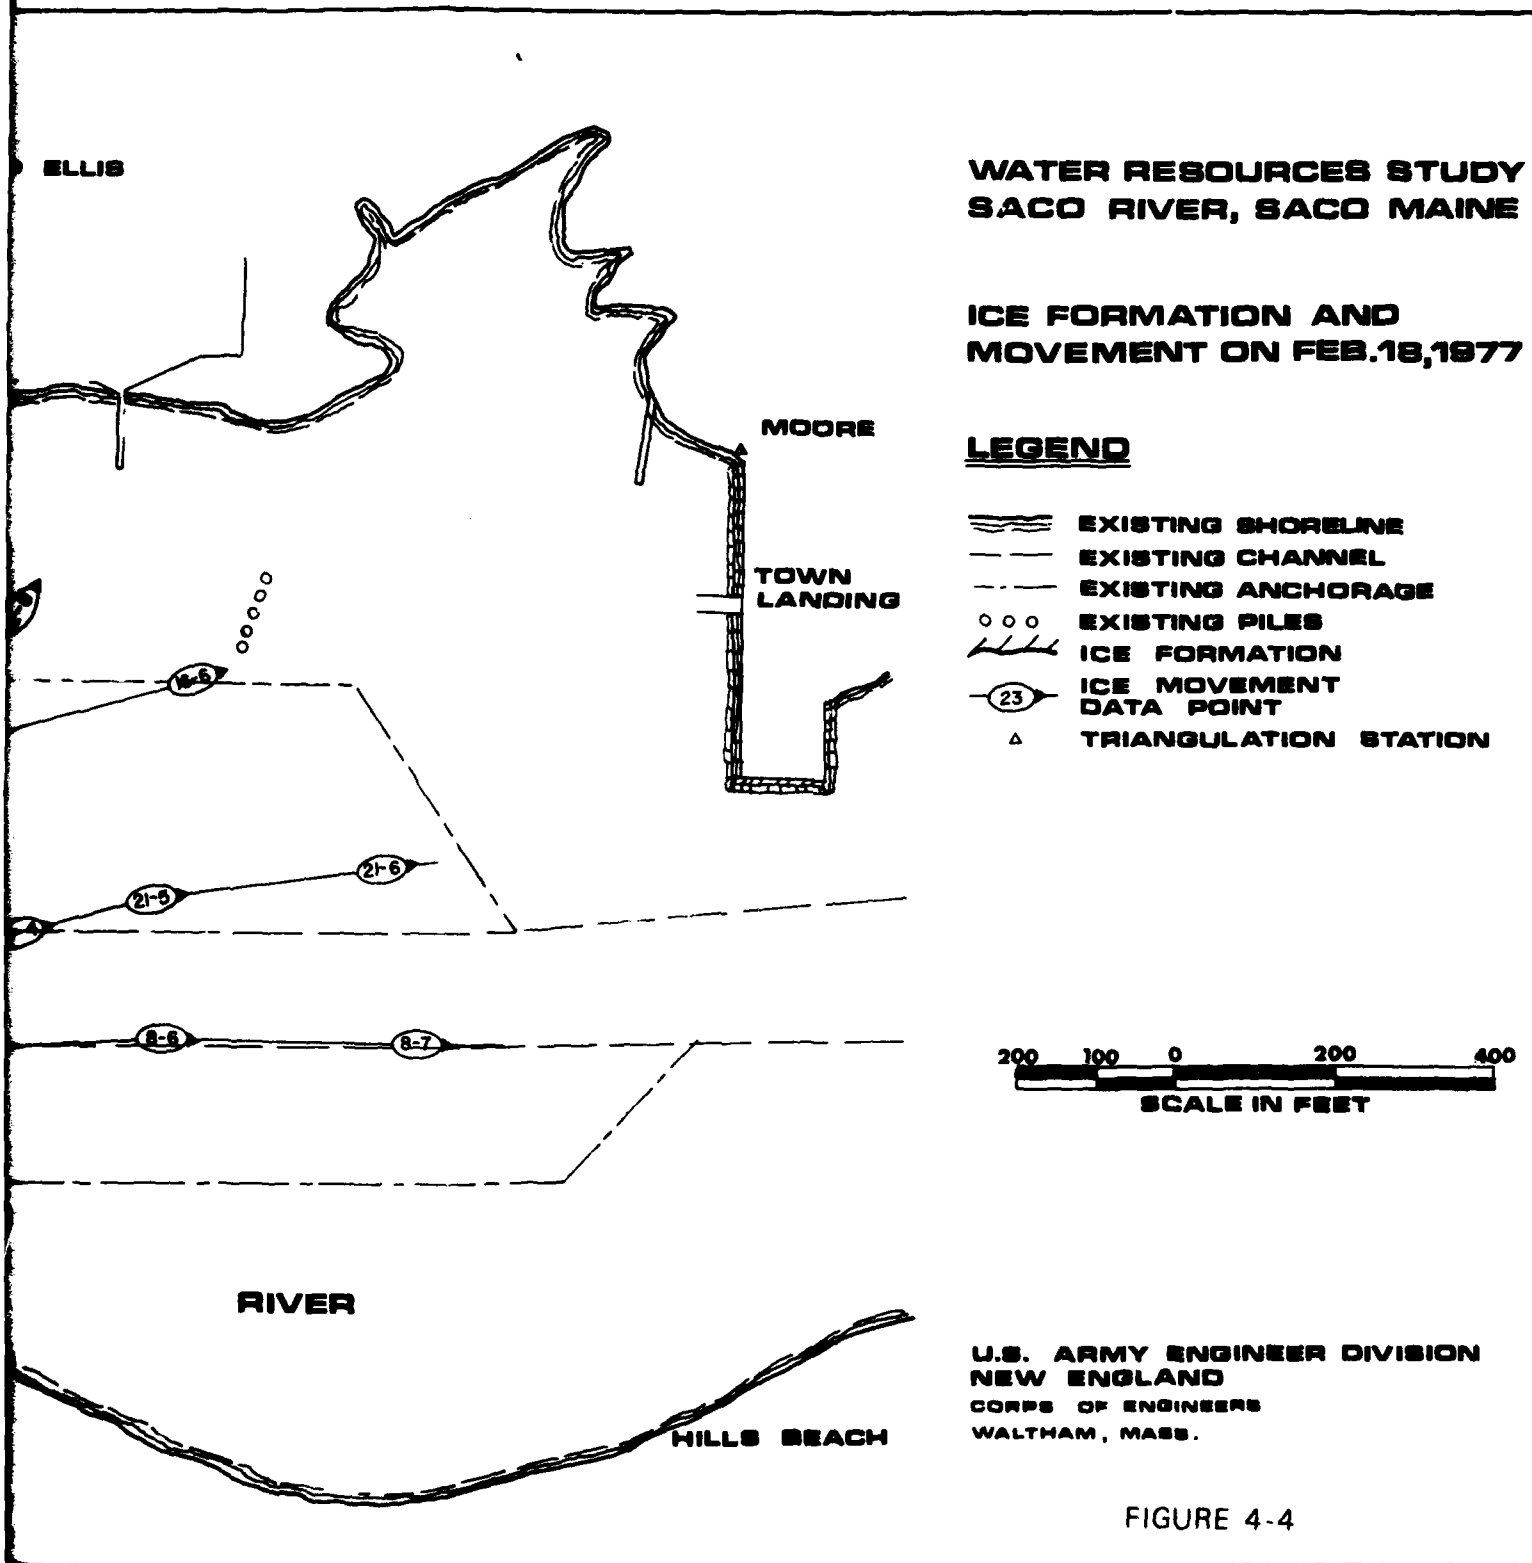 ELLIS
WATER RESOURCES STUDY
SACO RIVER, SACO MAINE
ICE FORMATION AND
MOVEMENT ON FEB.18,1977
MOORE
LEGEND
EXISTING SHORELINE
EXISTING CHANNEL
EXISTING ANCHORAGE
EXISTING PILES
ICE FORMATION
23 ICE MOVEMENT
DATA POINT
TRIANGULATION STATION
TOWN
LANDING
18-6
21-6
21-5
8-6
8-7
200 100 0 200 400
SCALE IN FEET
RIVER
HILLS BEACH
U.S. ARMY ENGINEER DIVISION
NEW ENGLAND
CORPS OF ENGINEERS
WALTHAM, MASS.
FIGURE 4-4